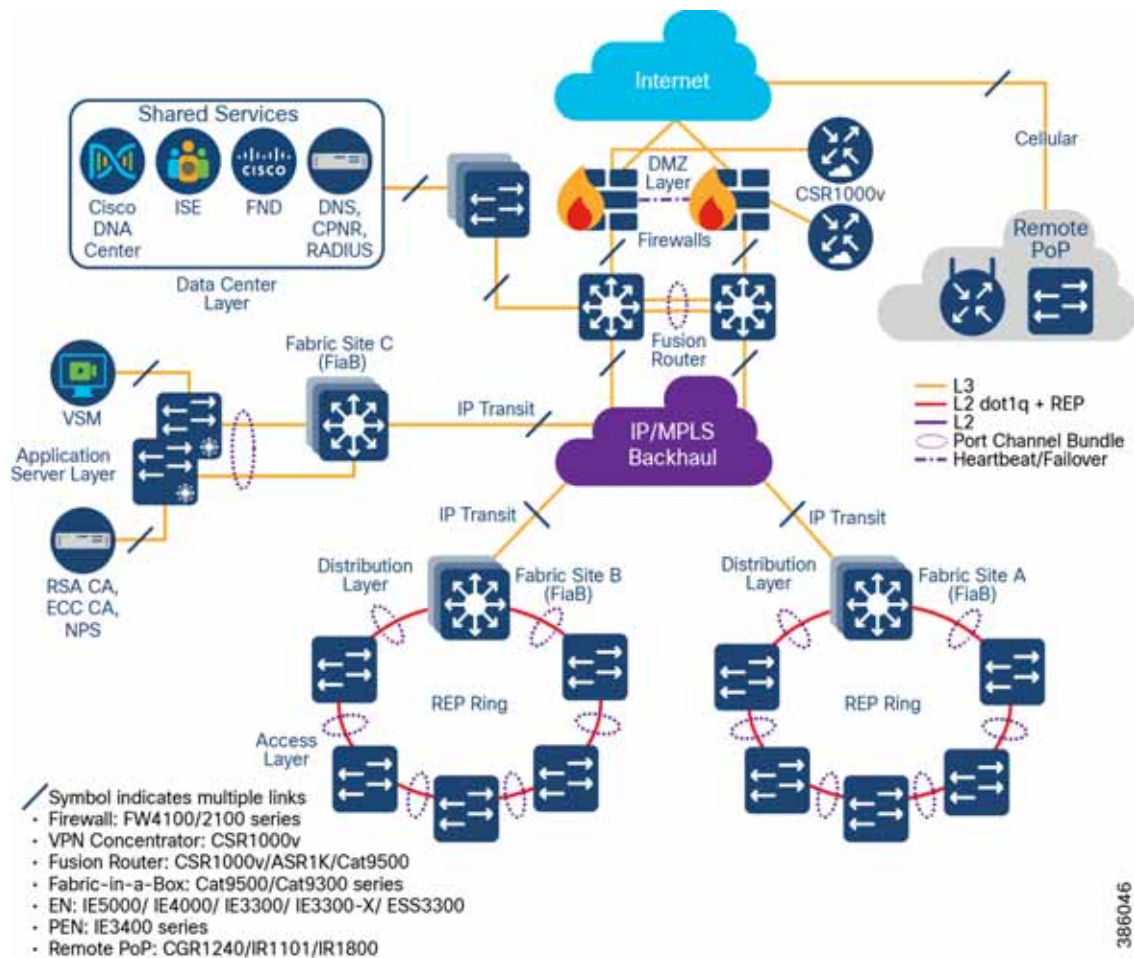 Internet
Shared Services
Cisco
DNA
Center
ISE
CISCO
FND
DNS,
CPNR,
RADIUS
Data Center
Layer
DMZ
Layer
Firewalls
CSR1000v
Cellular
Remote
PoP
Fusion
Router
VSM
Fabric Site C
(FiaB)
Application
Server Layer
RSA CA,
ECC CA,
NPS
IP Transit
IP/MPLS
Backhaul
L3
L2 dot1q + REP
L2
Port Channel Bundle
Heartbeat/Failover
IP Transit
IP Transit
Distribution
Layer
Fabric Site B
(FiaB)
REP Ring
Access
Layer
Distribution
Layer
Fabric Site A
(FiaB)
REP Ring
Symbol indicates multiple links
• Firewall: FW4100/2100 series
• VPN Concentrator: CSR1000v
• Fusion Router: CSR1000v/ASR1K/Cat9500
• Fabric-in-a-Box: Cat9500/Cat9300 series
• EN: IE5000/ IE4000/ IE3300/ IE3300-X/ ESS3300
• PEN: IE3400 series
• Remote PoP: CGR1240/IR1101/IR1800
386046